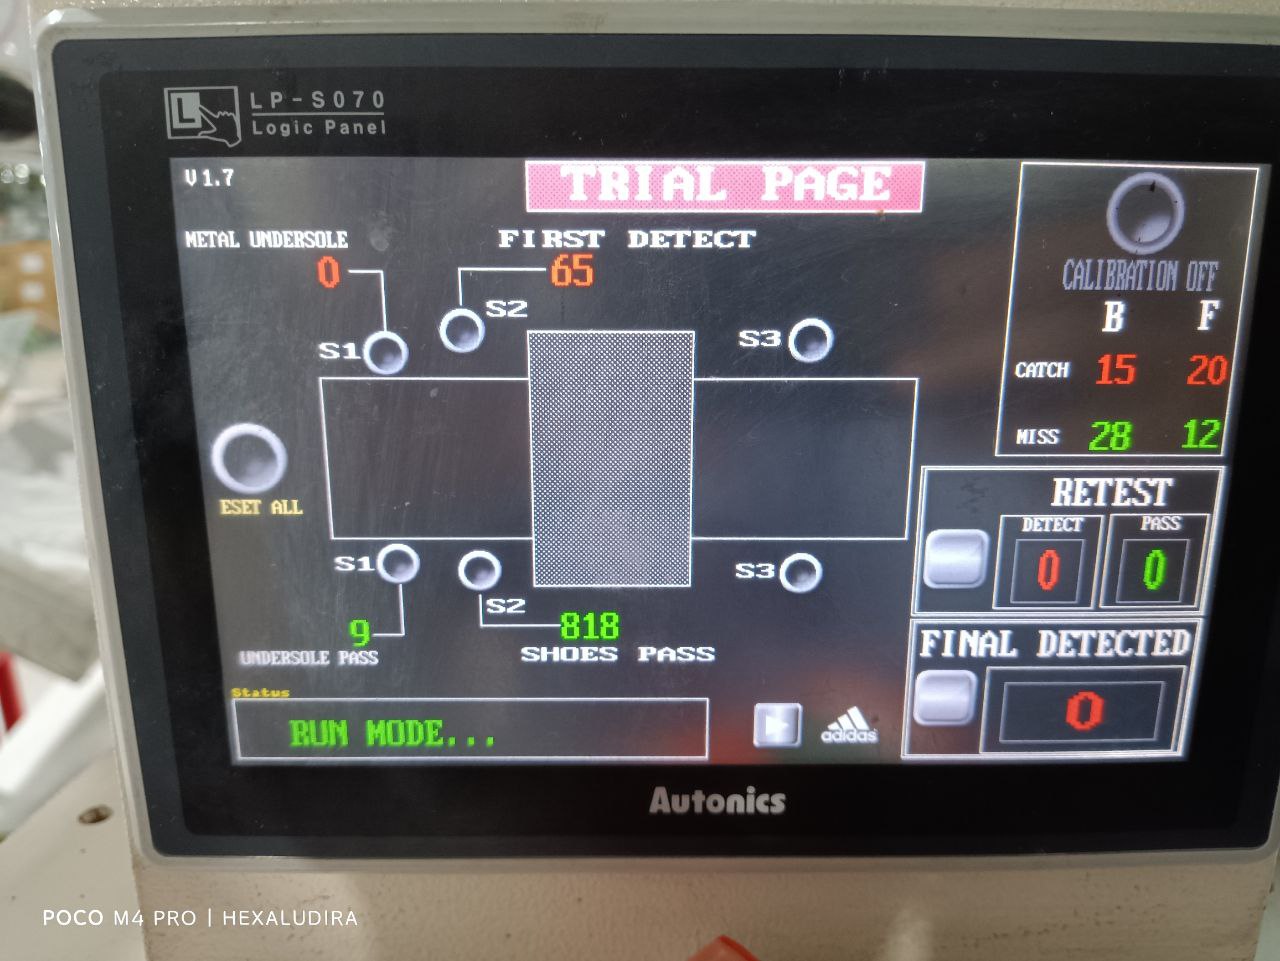 LP-S070
Logic Panel
V 1.7
TRIAL PAGE
METAL UNDERSOLE
0
FIRST DETECT
65
S1
S2
S3
CALIBRATION OFF
B F
CATCH 15 20
MISS 28 12
ESET ALL
RETEST
DETECT PASS
0 0
S1
S2
S3
9
UNDERSOLE PASS
818
SHOES PASS
FINAL DETECTED
0
Status
RUN MODE...
adidas
Autonics
POCO M4 PRO | HEXALUDIRA